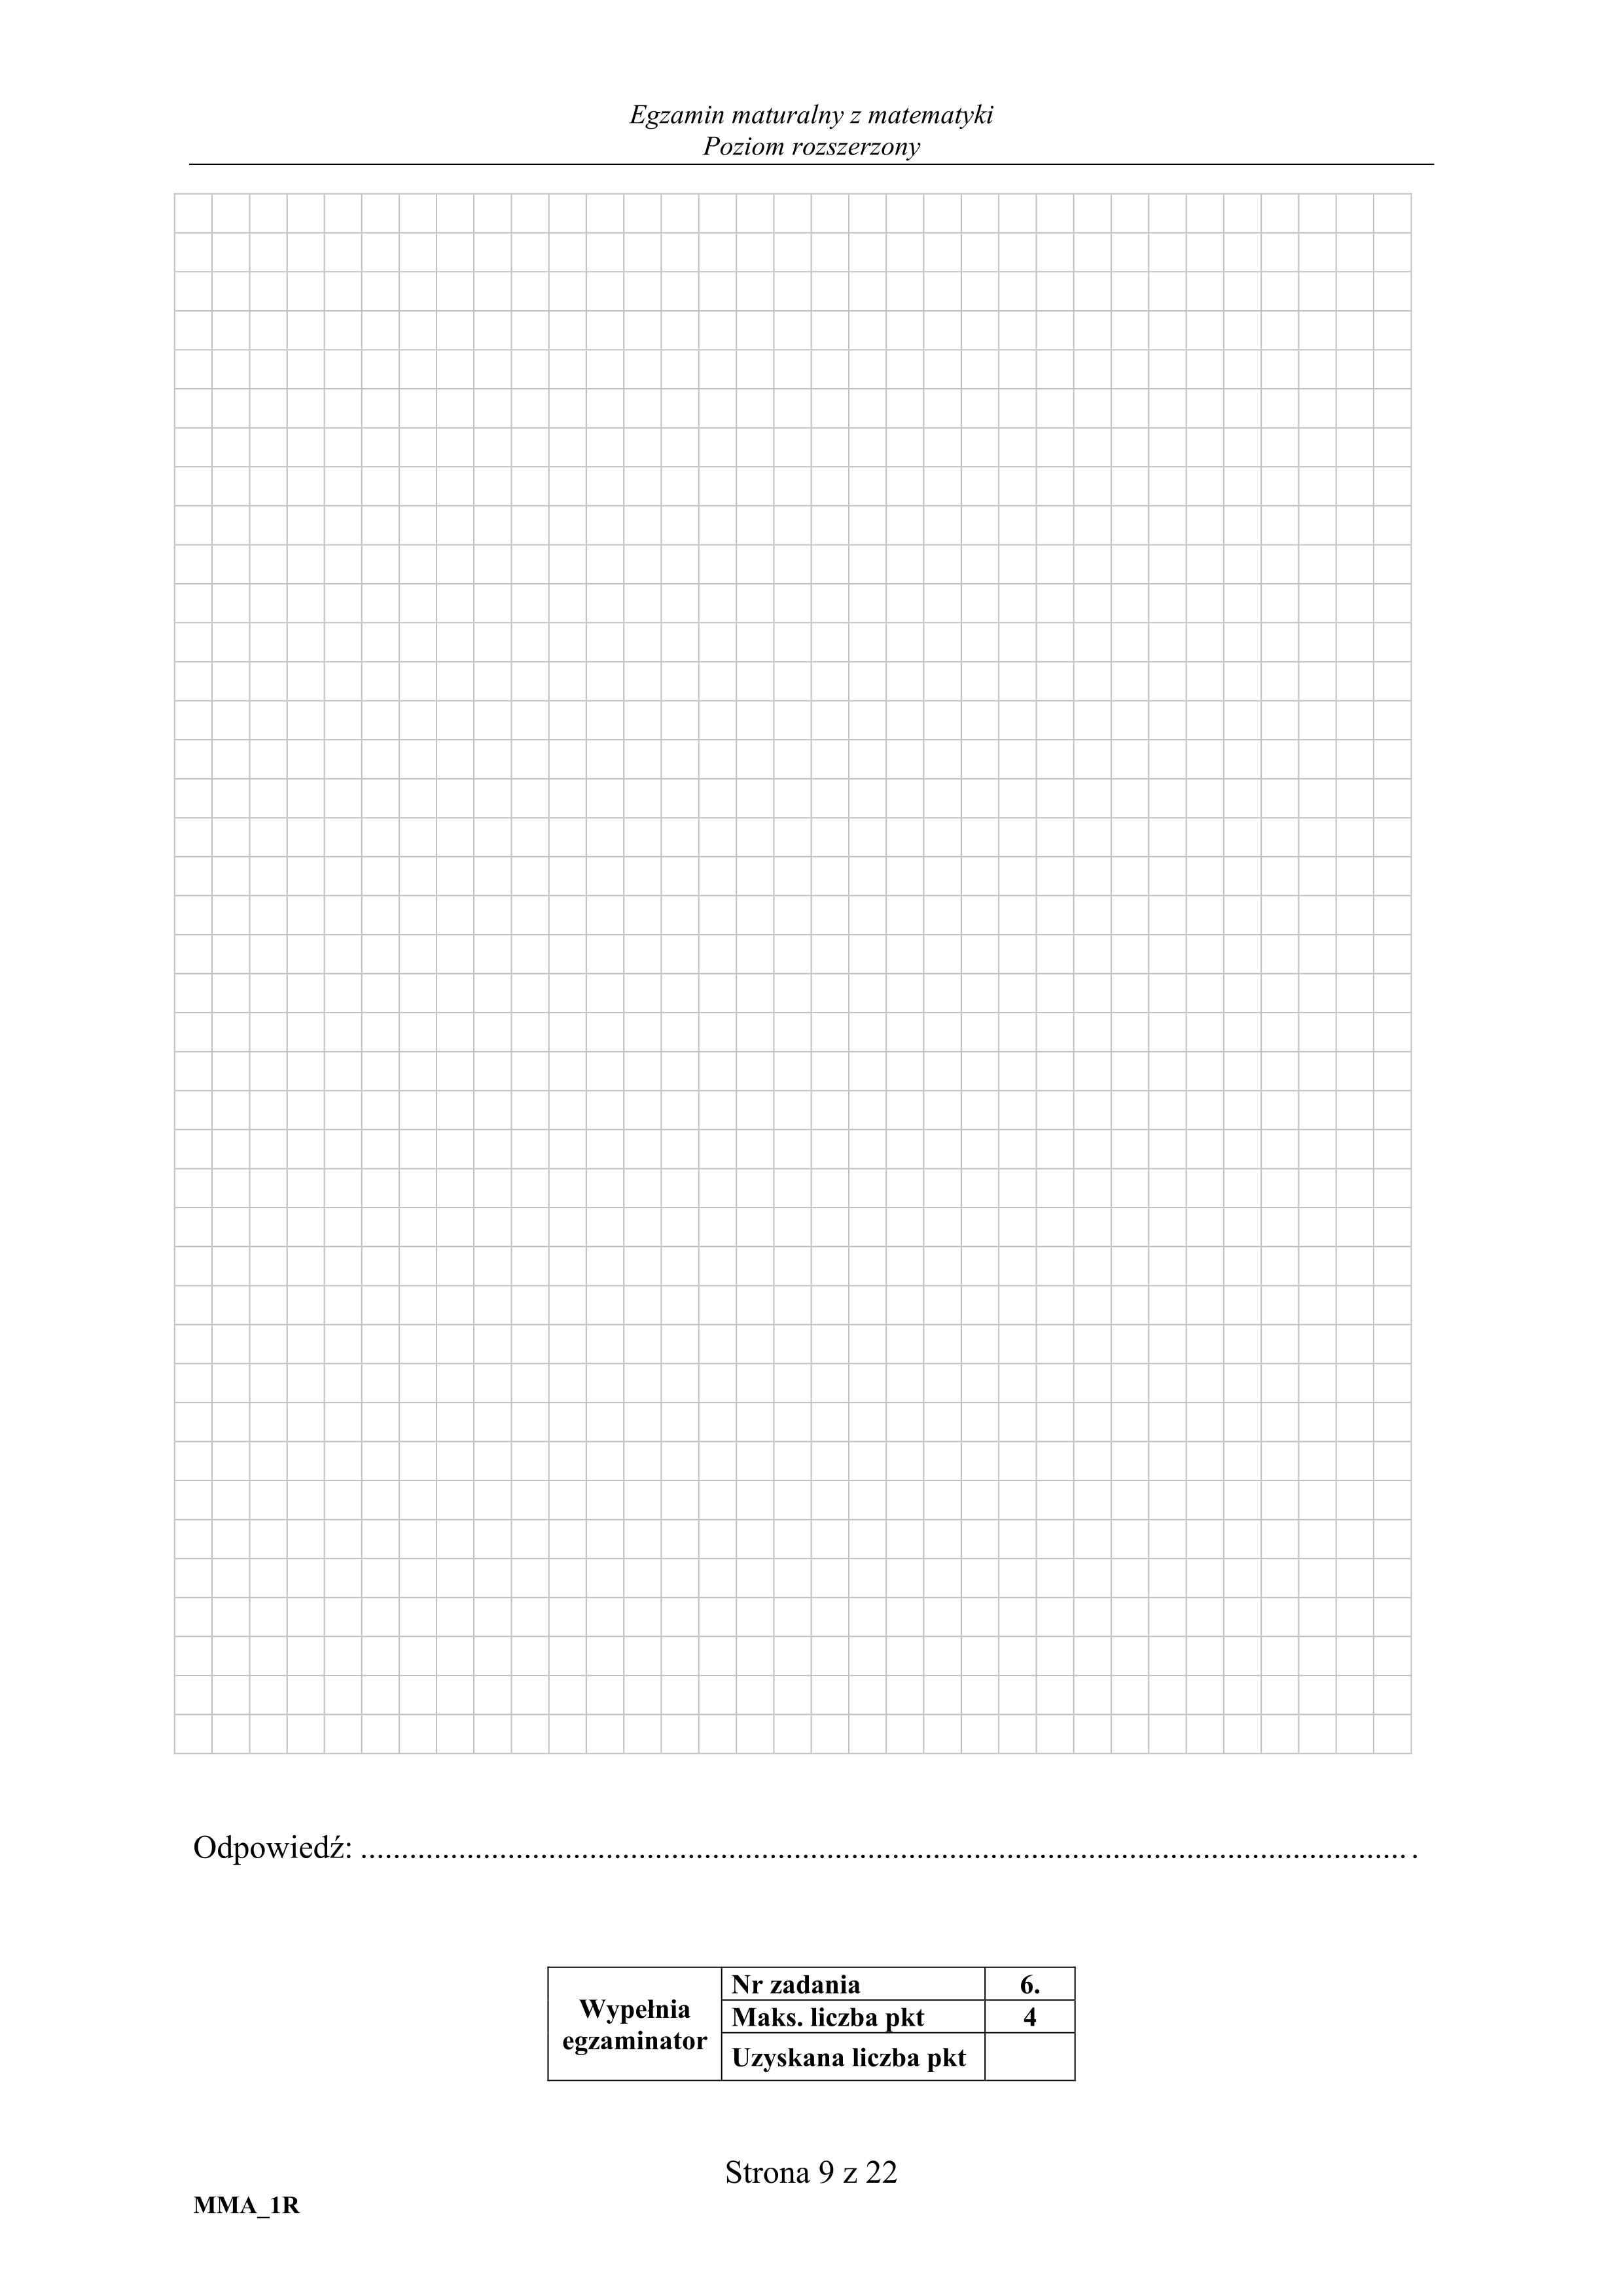 Egzamin maturalny z matematyki
Poziom rozszerzony
Odpowiedź: ................................................................................................................................ .
Wypełnia
egzaminator
Nr zadania 6.
Maks. liczba pkt 4
Uzyskana liczba pkt
Strona 9 z 22
MMA_1R